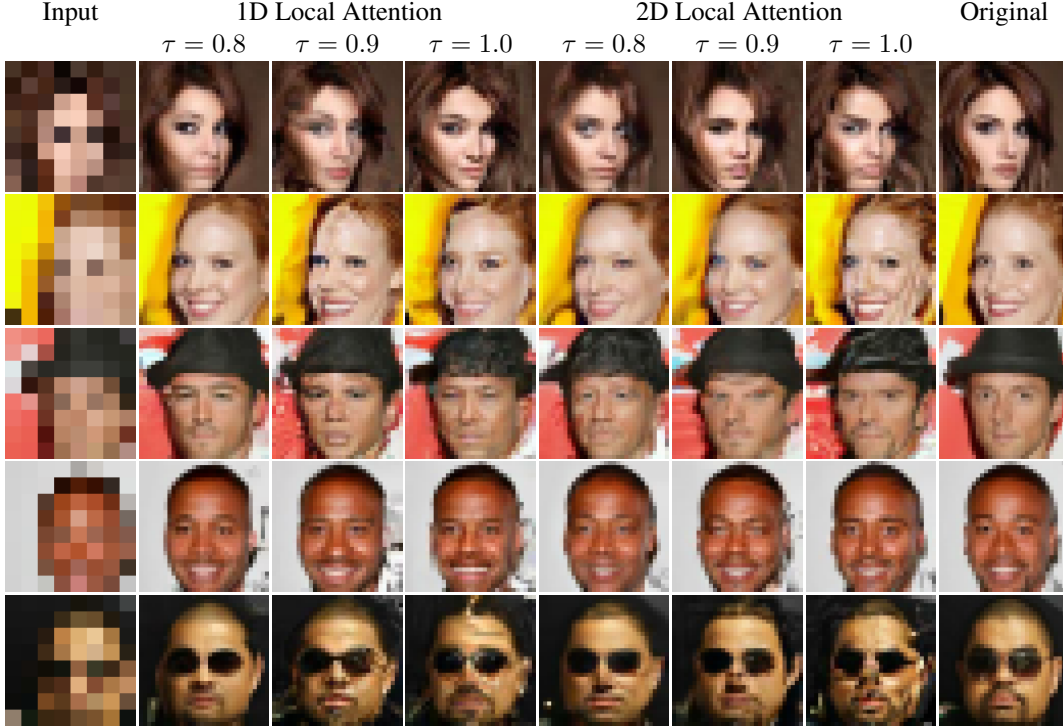 Input 1D Local Attention 2D Local Attention Original
τ = 0.8 τ = 0.9 τ = 1.0 τ = 0.8 τ = 0.9 τ = 1.0